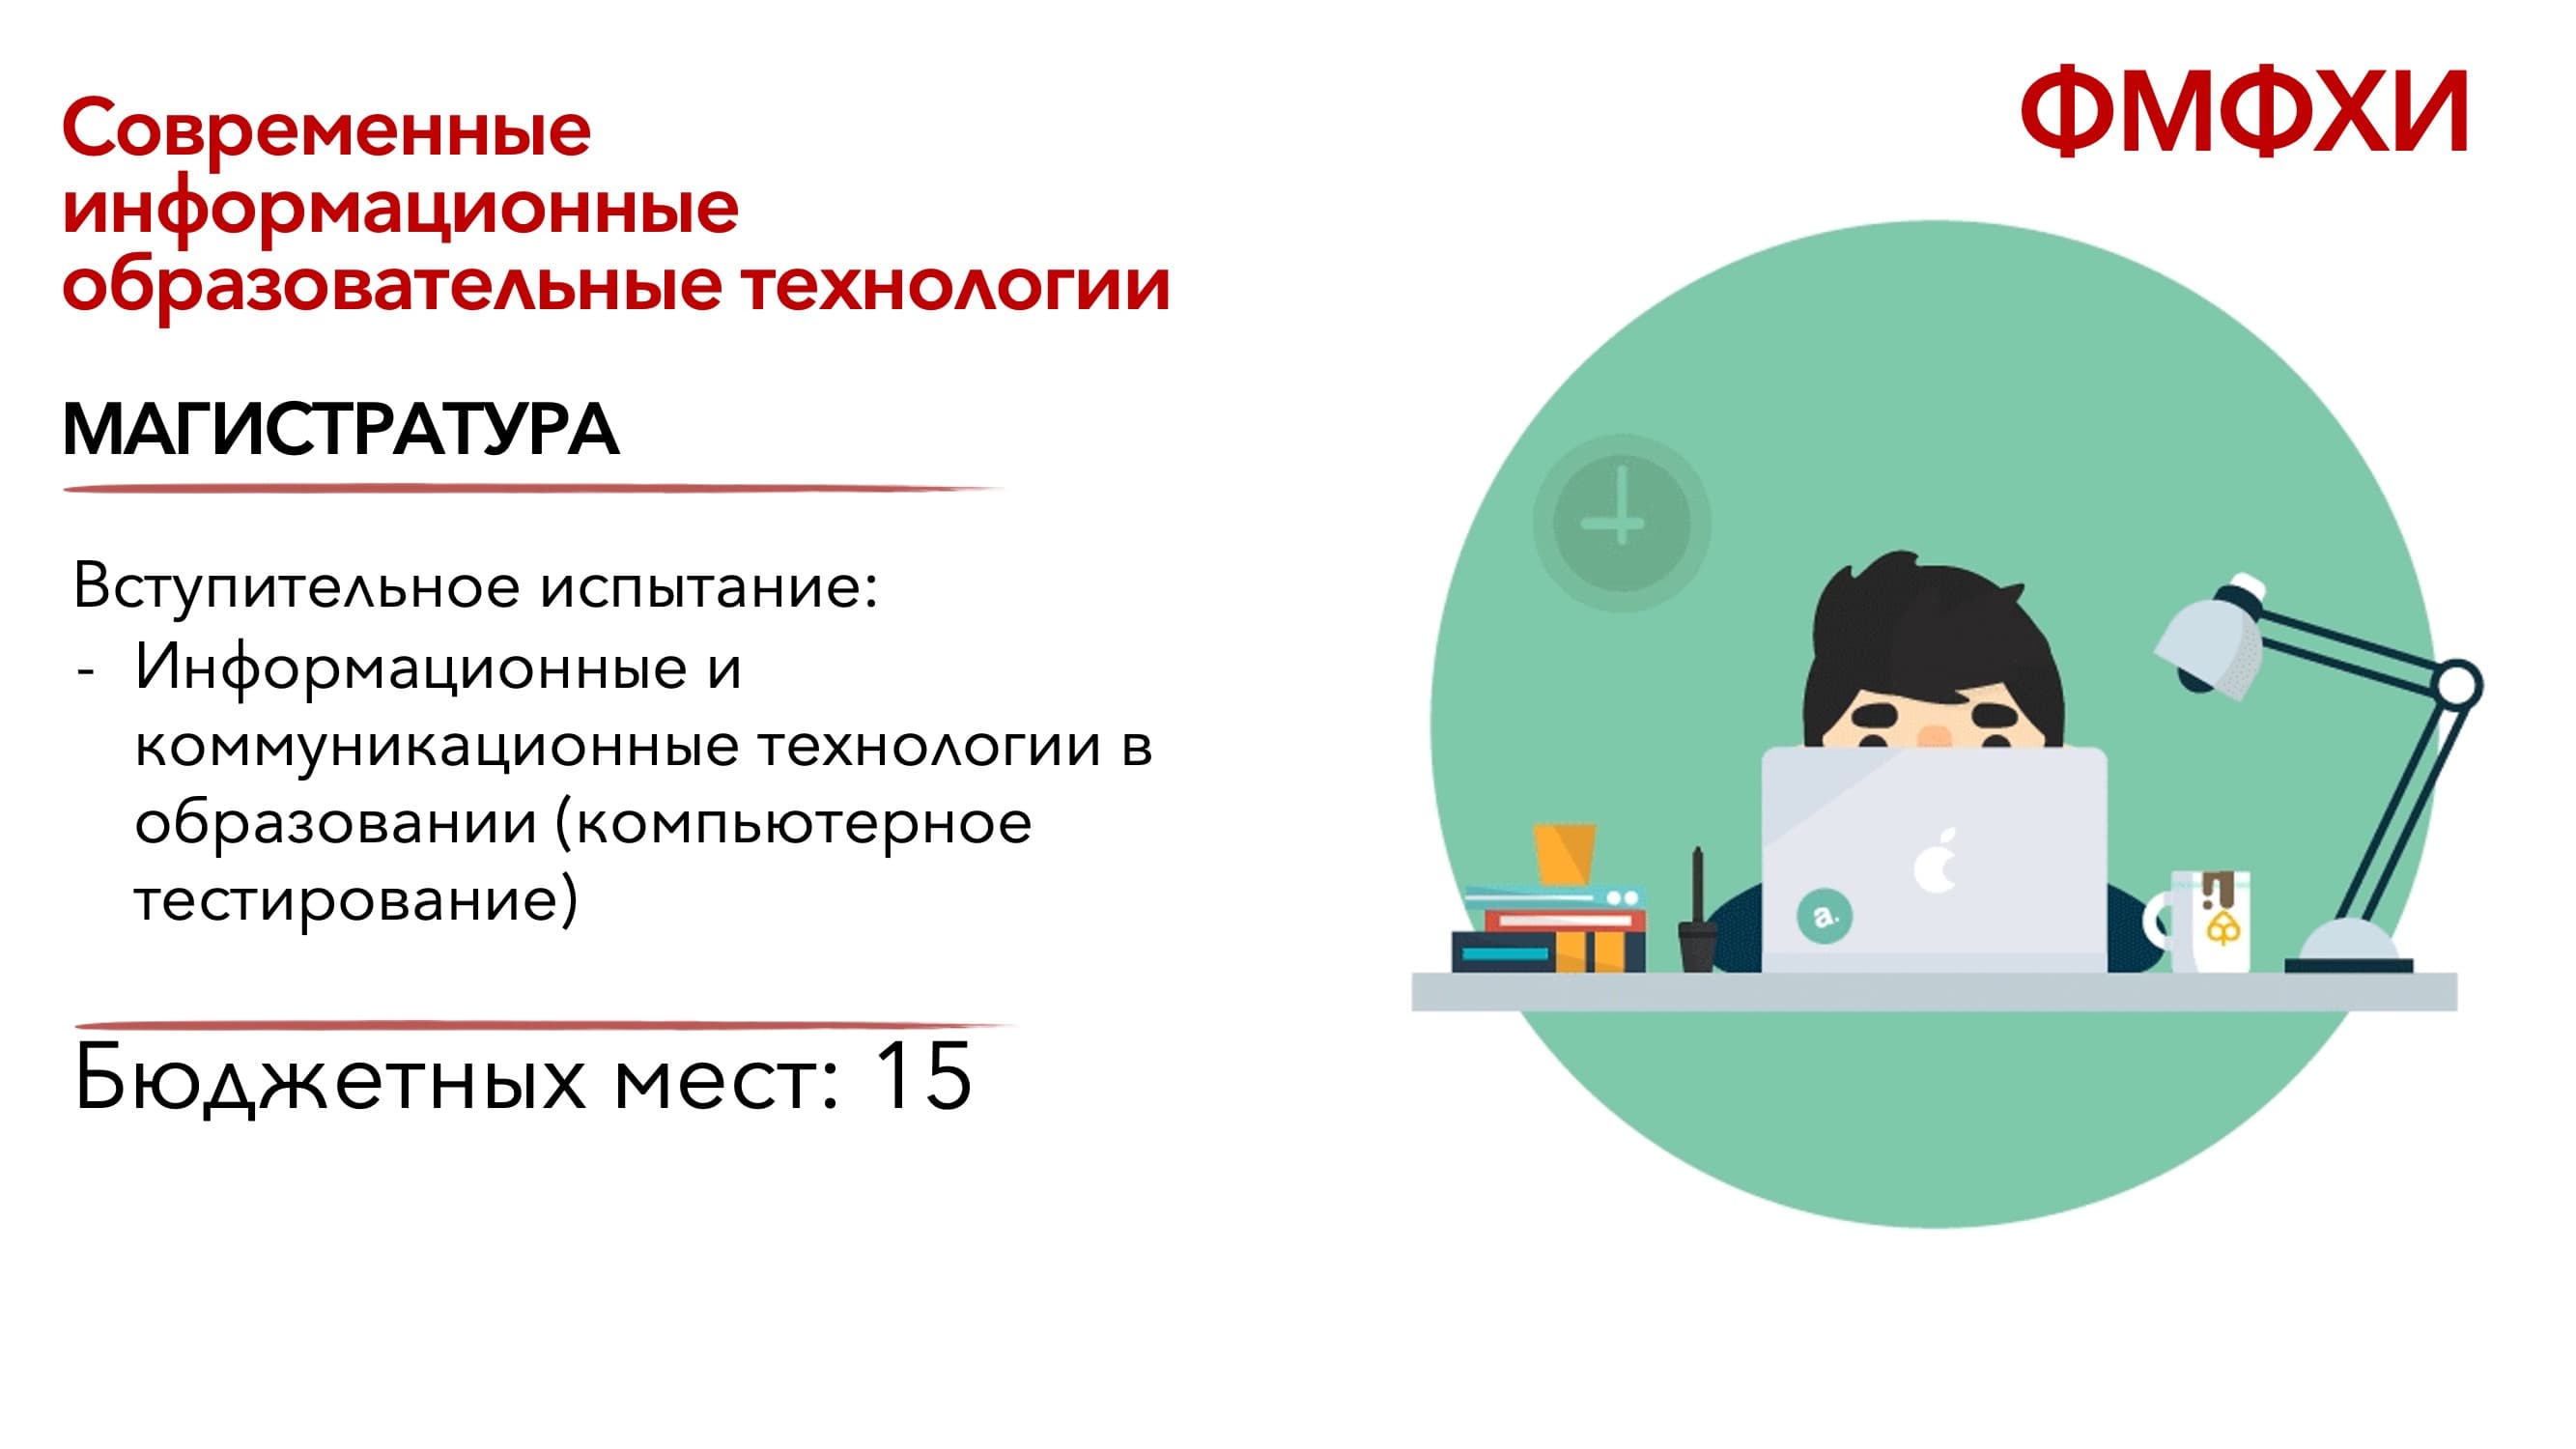 ФМФХИ
Современные
информационные
образовательные технологии
МАГИСТРАТУРА
Вступительное испытание:
- Информационные и
коммуникационные технологии в
образовании (компьютерное
тестирование)
Бюджетных мест: 15
a.